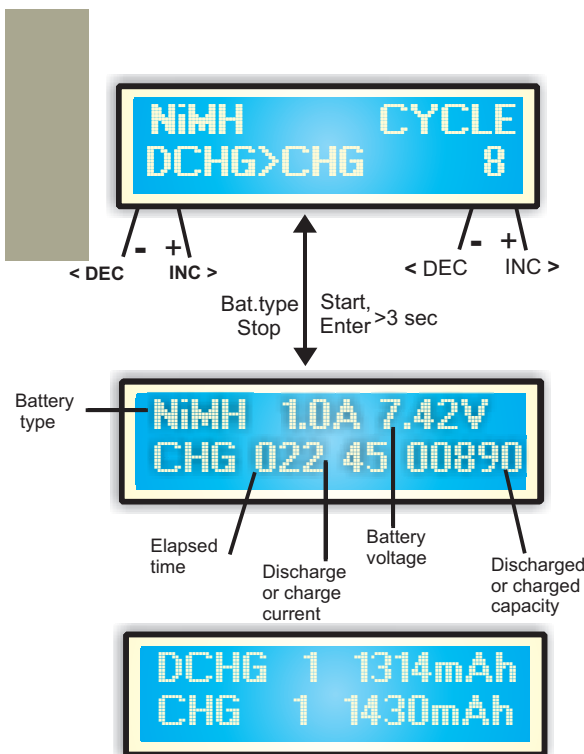 NiMH CYCLE
DCHG>CHG 8
- + - +
< DEC INC > < DEC INC >
Bat.type Start,
Stop Enter >3 sec
Battery
type
NiMH 1.0A 7.42V
CHG 022 45 00890
Elapsed
time
Discharge
or charge
current
Battery
voltage
Discharged
or charged
capacity
DCHG 1 1314mAh
CHG 1 1430mAh